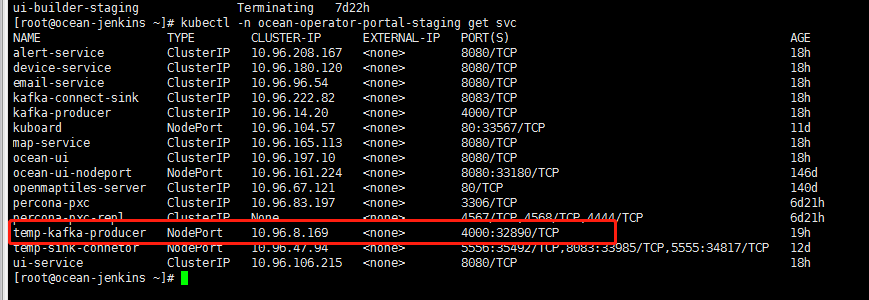 ui-builder-staging Terminating 7d22h
[root@ocean-jenkins ~]# kubectl -n ocean-operator-portal-staging get svc
NAME TYPE CLUSTER-IP EXTERNAL-IP PORT(S) AGE
alert-service ClusterIP 10.96.208.167 <none> 8080/TCP 18h
device-service ClusterIP 10.96.180.120 <none> 8080/TCP 18h
email-service ClusterIP 10.96.96.54 <none> 8080/TCP 18h
kafka-connect-sink ClusterIP 10.96.222.82 <none> 8083/TCP 18h
kafka-producer ClusterIP 10.96.14.20 <none> 4000/TCP 18h
kuboard NodePort 10.96.104.57 <none> 80:33567/TCP 11d
map-service ClusterIP 10.96.165.113 <none> 8080/TCP 18h
ocean-ui ClusterIP 10.96.197.10 <none> 8080/TCP 18h
ocean-ui-nodeport NodePort 10.96.161.224 <none> 8080:33180/TCP 146d
openmaptiles-server ClusterIP 10.96.67.121 <none> 80/TCP 140d
percona-pxc ClusterIP 10.96.83.197 <none> 3306/TCP 6d21h
percona-pxc-repl ClusterIP None <none> 4567/TCP,4568/TCP,4444/TCP 6d21h
temp-kafka-producer NodePort 10.96.8.169 <none> 4000:32890/TCP 19h
temp-sink-connetor NodePort 10.96.47.94 <none> 5556:35492/TCP,8083:33985/TCP,5555:34817/TCP 12d
ui-service ClusterIP 10.96.106.215 <none> 8080/TCP 18h
[root@ocean-jenkins ~]#